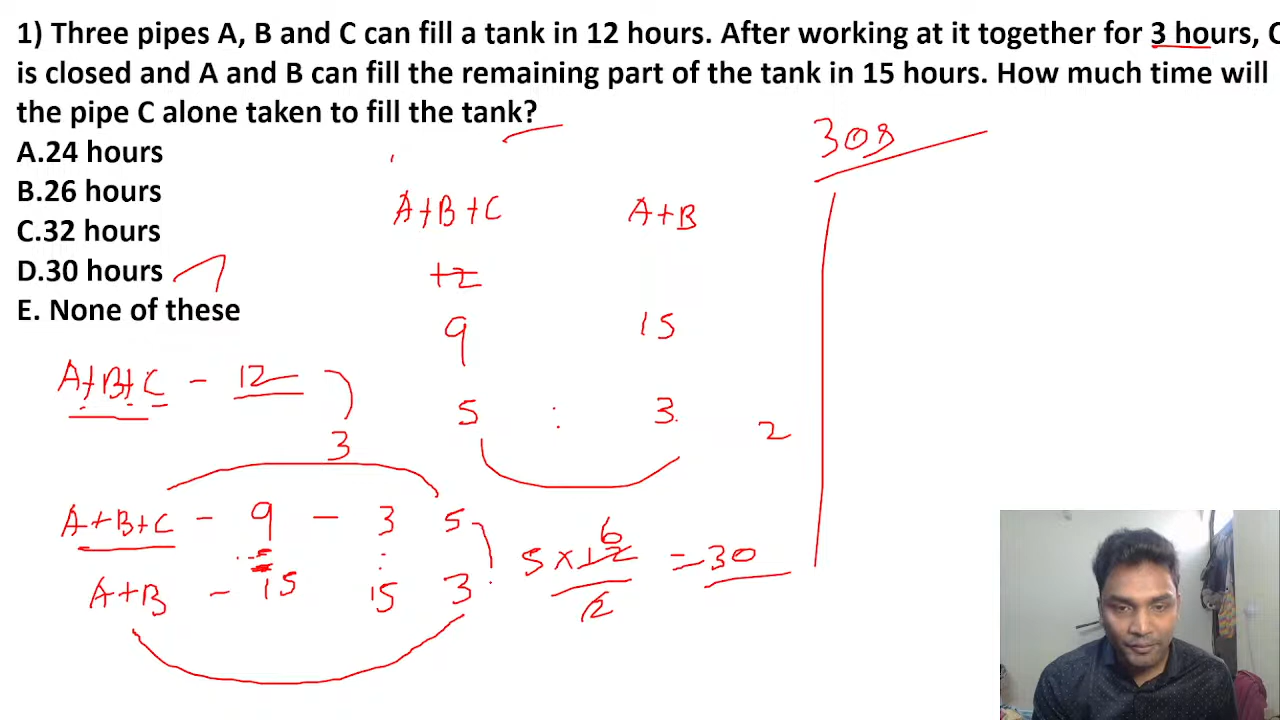 1) Three pipes A, B and C can fill a tank in 12 hours. After working at it together for 3 hours, C
is closed and A and B can fill the remaining part of the tank in 15 hours. How much time will
the pipe C alone taken to fill the tank?
A.24 hours
B.26 hours
C.32 hours
D.30 hours
E. None of these
A+B+C A+B
12
9 15
5 : 3
2
A+B+C - 12
3
A+B+C - 9 - 3 5
A+B - 15 15 3
5 × 12 6 = 30
2